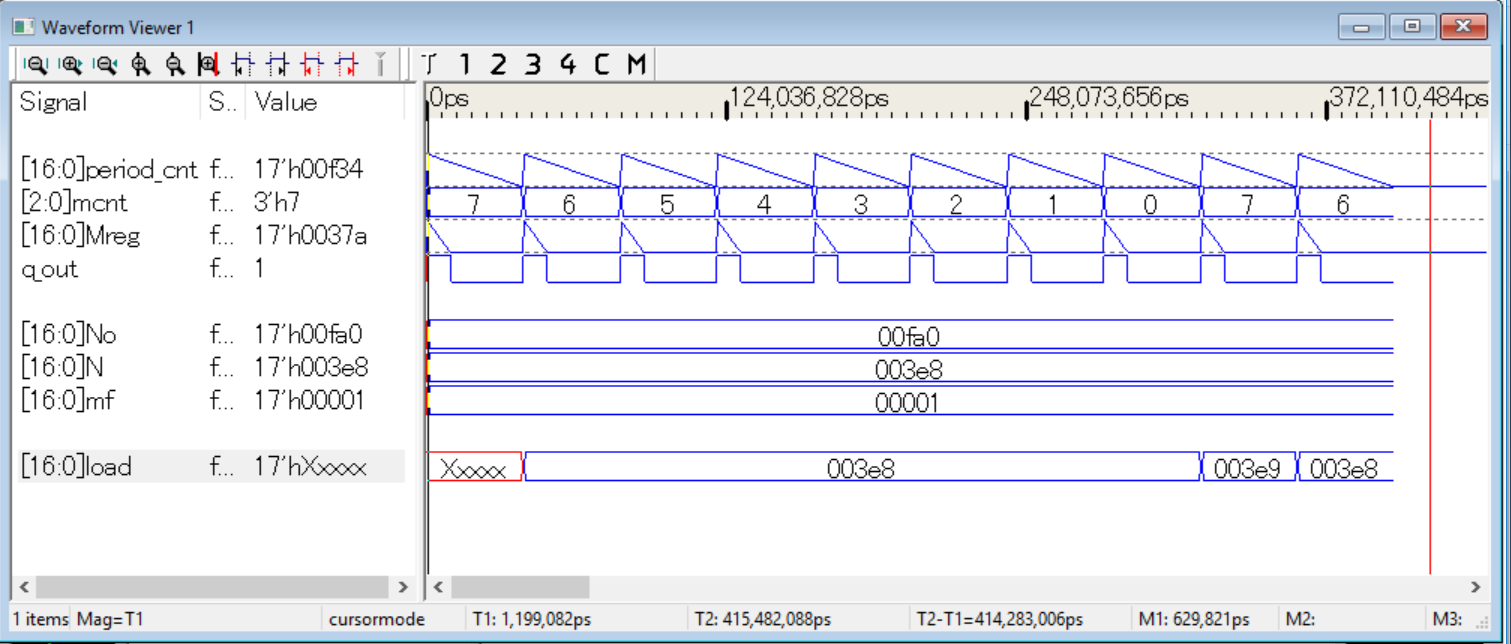 Waveform Viewer 1
T 1 2 3 4 C M
Signal S.. Value 0ps 124,036,828ps 248,073,656ps 372,110,484ps
[16:0]period_cnt f... 17'h00f34
[2:0]mcnt f... 3'h7 7 6 5 4 3 2 1 0 7 6
[16:0]Mreg f... 17'h0037a
q_out f... 1
[16:0]No f... 17'h00fa0 00fa0
[16:0]N f... 17'h003e8 003e8
[16:0]mf f... 17'h00001 00001
[16:0]load f... 17'hXxxxx Xxxxx 003e8 003e9 003e8
1 items Mag=T1 cursormode T1: 1,199,082ps T2: 415,482,088ps T2-T1=414,283,006ps M1: 629,821ps M2: M3: